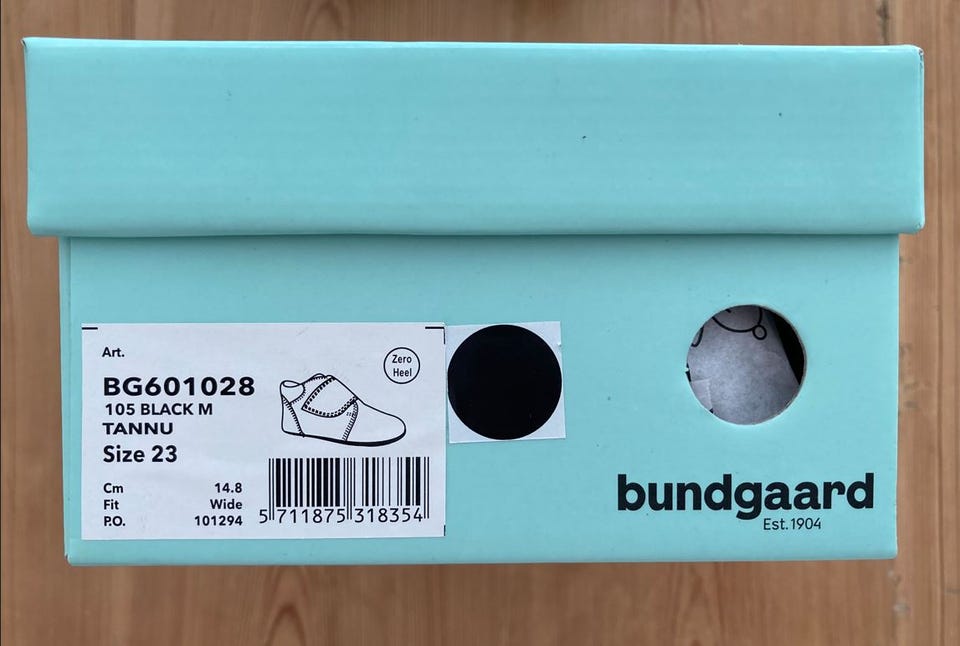 Art.
Zero
Heel
BG601028
105 BLACK M
TANNU
Size 23
Cm 14.8
Fit Wide
P.O. 101294
5 711875 318354
bundgaard
Est.1904